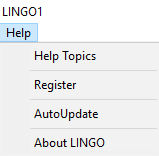 LINGO1
Help
Help Topics
Register
AutoUpdate
About LINGO